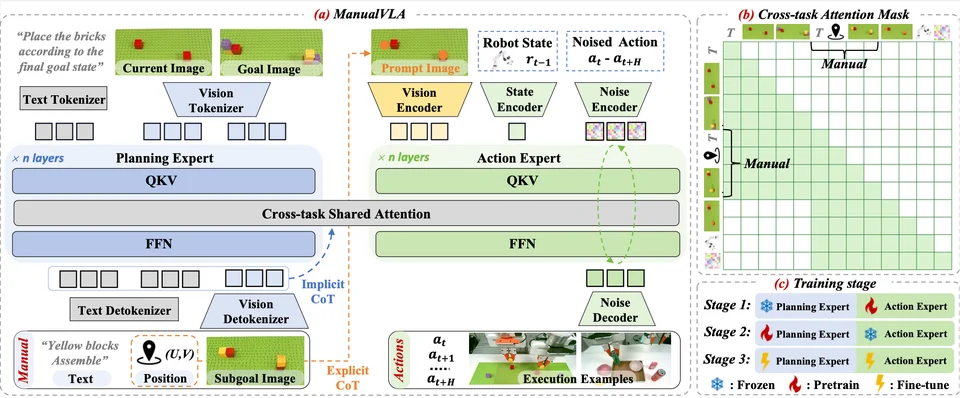 (a) ManualVLA
“Place the bricks
according to the
final goal state”
Current Image
Goal Image
Text Tokenizer
Vision
Tokenizer
Prompt Image
Robot State
r_{t-1}
Noised Action
a_t - a_{t+H}
Vision
Encoder
State
Encoder
Noise
Encoder
× n layers
Planning Expert
QKV
× n layers
Action Expert
QKV
Cross-task Shared Attention
FFN
FFN
Implicit
CoT
Text Detokenizer
Vision
Detokenizer
Noise
Decoder
Manual
“Yellow blocks
Assemble”
Text
(U,V)
Position
Subgoal Image
Explicit
CoT
Actions
a_t
a_{t+1}
.....
a_{t+H}
Execution Examples
(b) Cross-task Attention Mask
T
T
Manual
T
T
Manual
(c) Training stage
Stage 1:
Planning Expert
Action Expert
Stage 2:
Planning Expert
Action Expert
Stage 3:
Planning Expert
Action Expert
: Frozen
: Pretrain
: Fine-tune